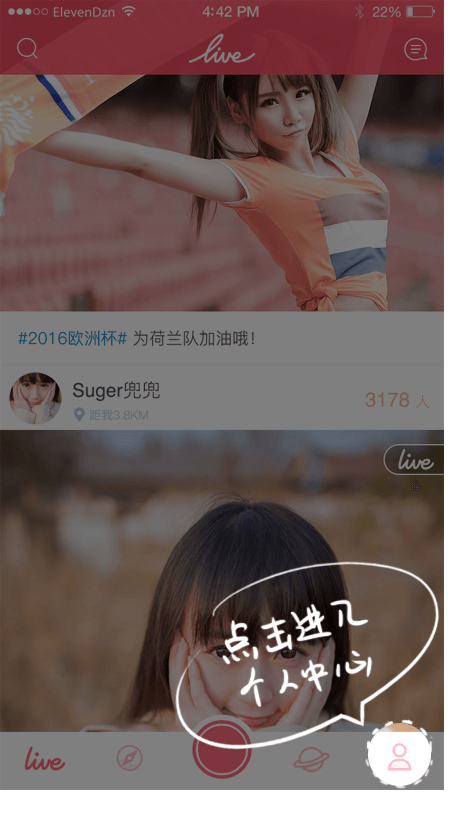 ElevenDzn 4:42 PM 22%
live
#2016欧洲杯# 为荷兰队加油哦！
Suger兜兜
3178 人
距我3.8KM
live
点击进入
个人中心
live